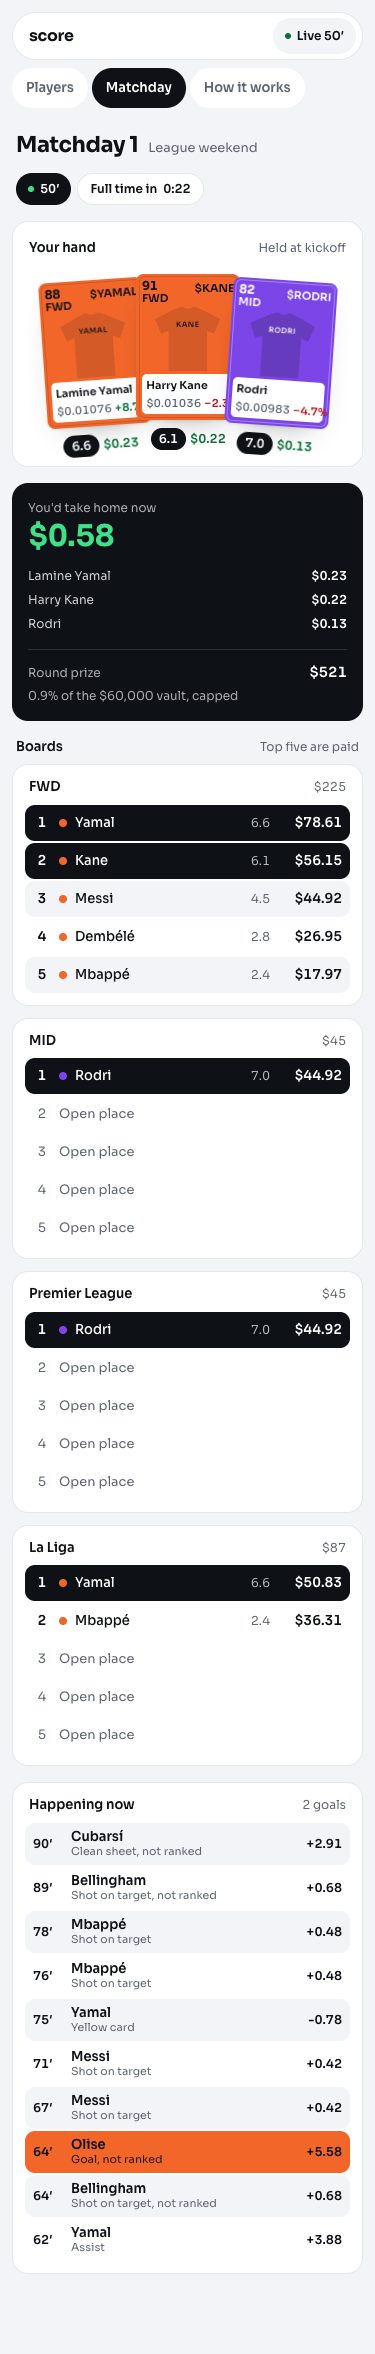 score
Live 50′
Players
Matchday
How it works
Matchday 1 League weekend
50′
Full time in 0:22
Your hand
Held at kickoff
88 $YAMAL
FWD
YAMAL
Lamine Yamal
$0.01076 +8.7
6.6 $0.23
91 $KANE
FWD
KANE
Harry Kane
$0.01036 −2.3
6.1 $0.22
82 $RODRI
MID
RODRI
Rodri
$0.00983 −4.7%
7.0 $0.13
You'd take home now
$0.58
Lamine Yamal $0.23
Harry Kane $0.22
Rodri $0.13
Round prize $521
0.9% of the $60,000 vault, capped
Boards
Top five are paid
FWD $225
1 Yamal 6.6 $78.61
2 Kane 6.1 $56.15
3 Messi 4.5 $44.92
4 Dembélé 2.8 $26.95
5 Mbappé 2.4 $17.97
MID $45
1 Rodri 7.0 $44.92
2 Open place
3 Open place
4 Open place
5 Open place
Premier League $45
1 Rodri 7.0 $44.92
2 Open place
3 Open place
4 Open place
5 Open place
La Liga $87
1 Yamal 6.6 $50.83
2 Mbappé 2.4 $36.31
3 Open place
4 Open place
5 Open place
Happening now 2 goals
90′ Cubarsí +2.91
Clean sheet, not ranked
89′ Bellingham +0.68
Shot on target, not ranked
78′ Mbappé +0.48
Shot on target
76′ Mbappé +0.48
Shot on target
75′ Yamal -0.78
Yellow card
71′ Messi +0.42
Shot on target
67′ Messi +0.42
Shot on target
64′ Olise +5.58
Goal, not ranked
64′ Bellingham +0.68
Shot on target, not ranked
62′ Yamal +3.88
Assist